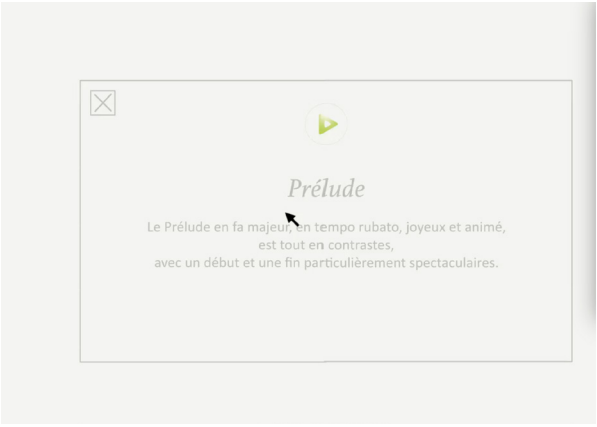 Prélude
Le Prélude en fa majeur, en tempo rubato, joyeux et animé,
est tout en contrastes,
avec un début et une fin particulièrement spectaculaires.